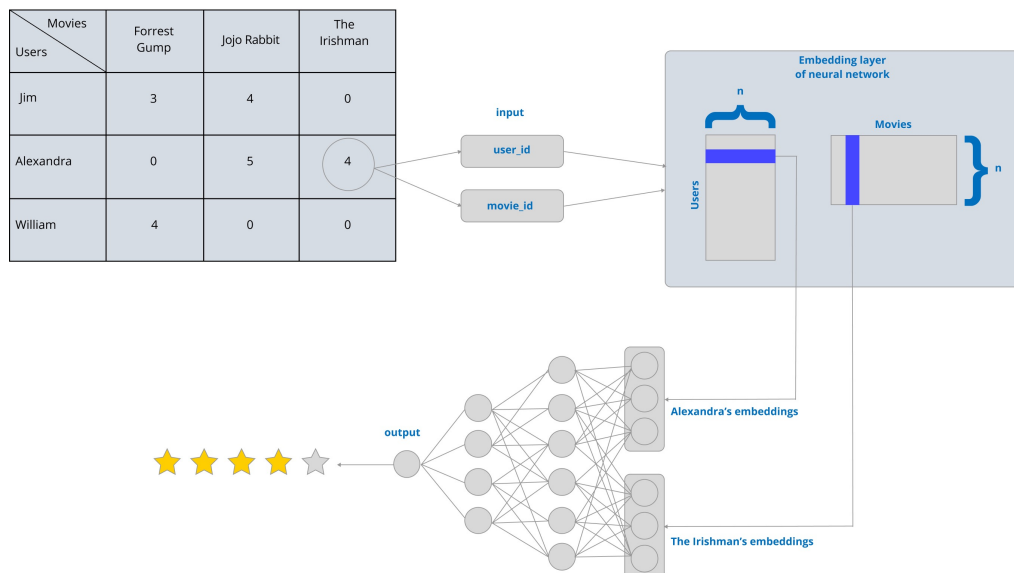 Movies
Users
Forrest
Gump
Jojo Rabbit
The
Irishman
Jim
3
4
0
Alexandra
0
5
4
William
4
0
0
input
user_id
movie_id
Embedding layer
of neural network
n
Users
Movies
n
Alexandra's embeddings
output
The Irishman's embeddings